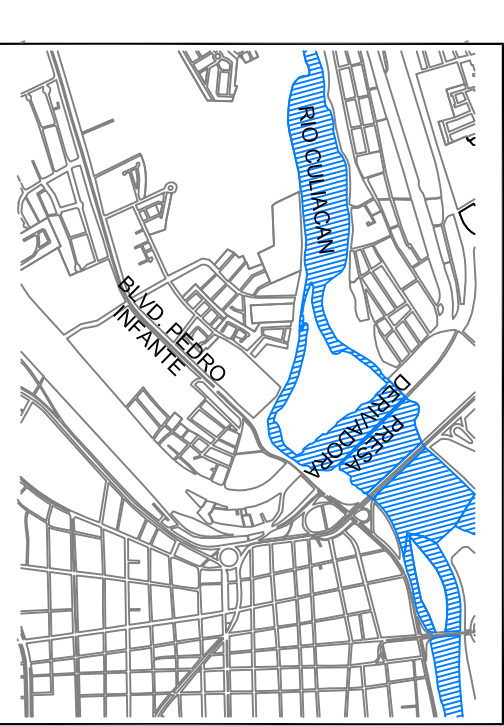 RIO CULIACAN
BLVD. PEDRO
INFANTE
PRESA
DERIVADORA